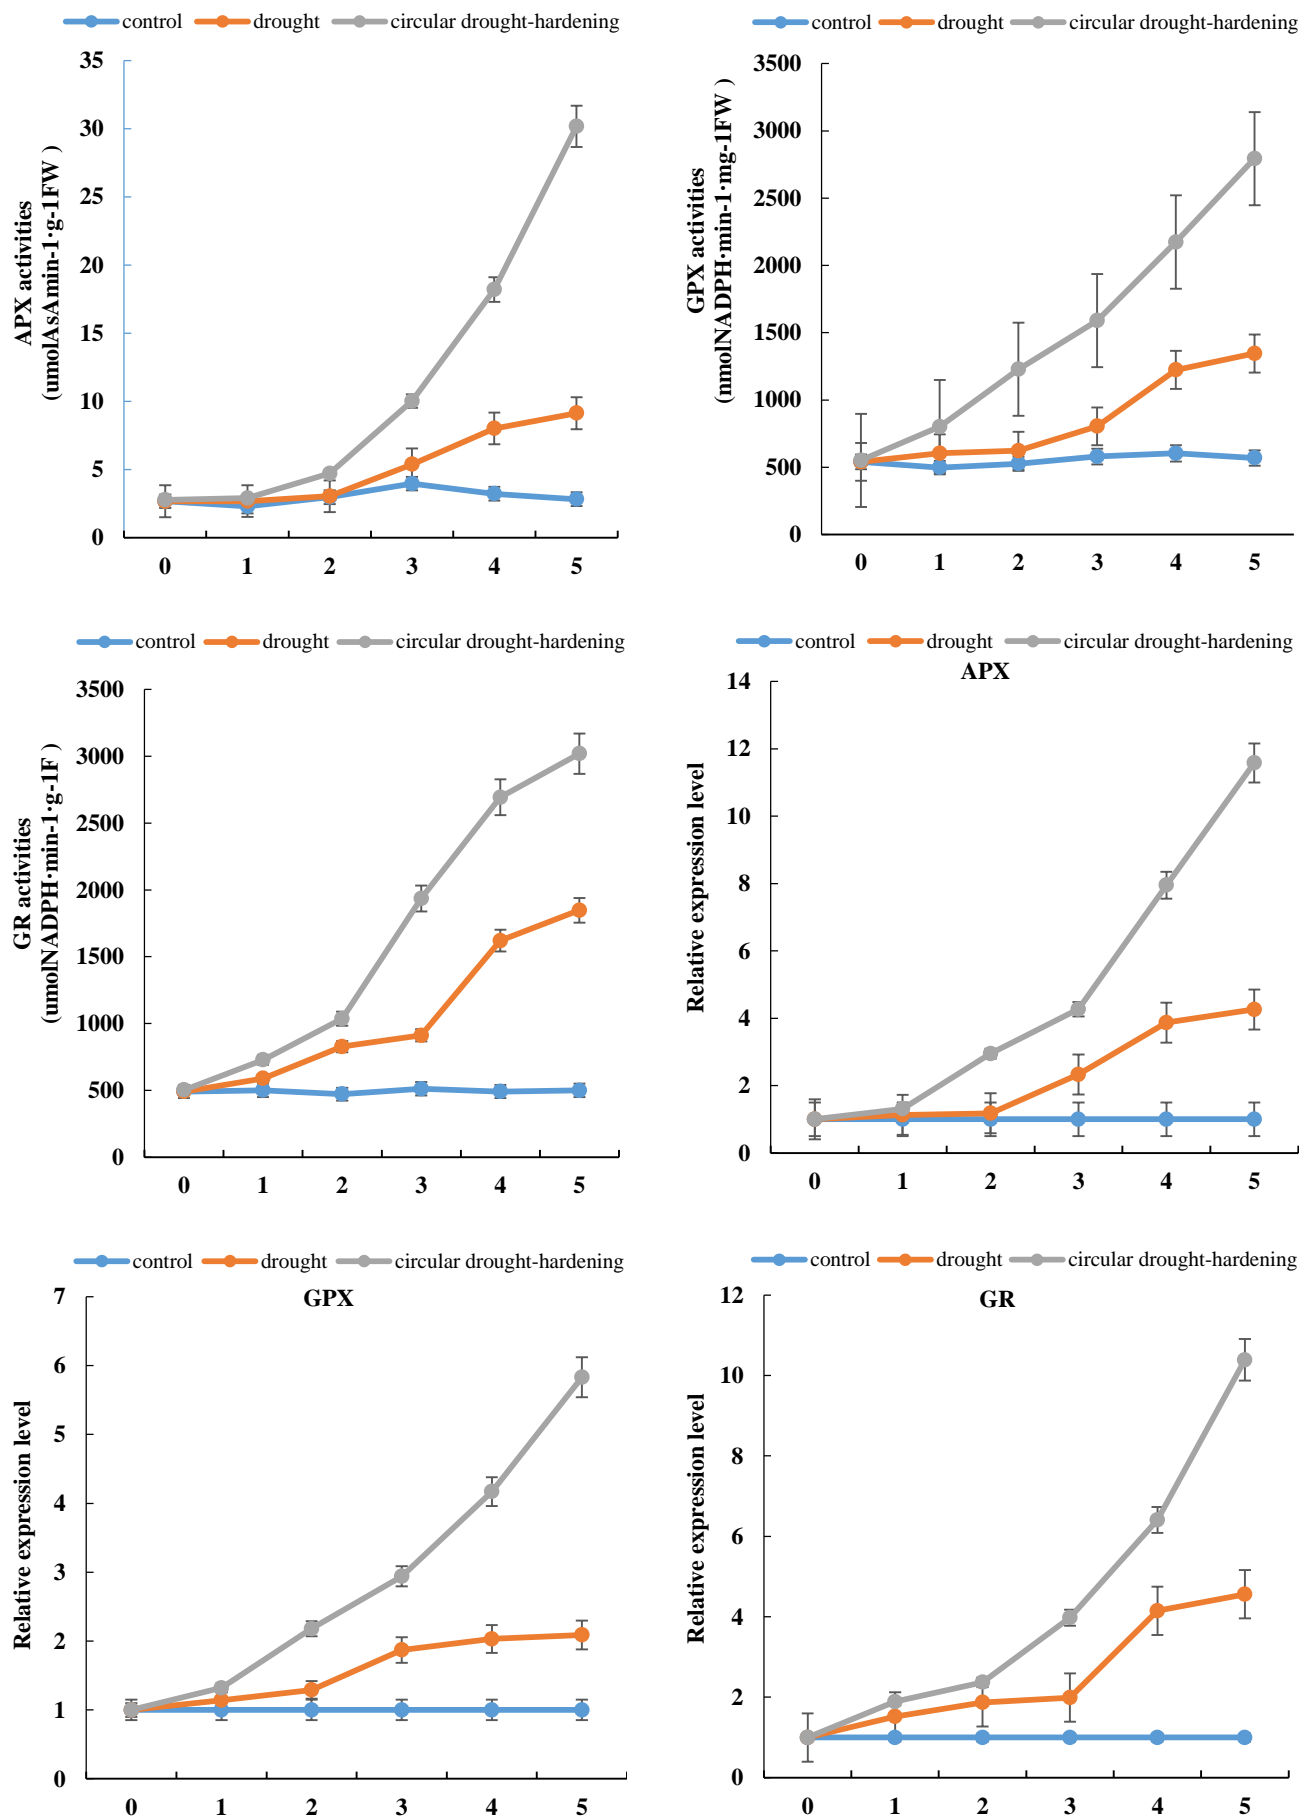 control drought circular drought-hardening
APX activities
(umolAsAmin-1·g-1FW )
35
30
25
20
15
10
5
0
0 1 2 3 4 5
control drought circular drought-hardening
GPX activities
(nmolNADPH·min-1·mg-1FW)
3500
3000
2500
2000
1500
1000
500
0
0 1 2 3 4 5
control drought circular drought-hardening
GR activities
(umolNADPH·min-1·g-1F )
3500
3000
2500
2000
1500
1000
500
0
0 1 2 3 4 5
control drought circular drought-hardening
APX
Relative expression level
14
12
10
8
6
4
2
0
0 1 2 3 4 5
control drought circular drought-hardening
GPX
Relative expression level
7
6
5
4
3
2
1
0
0 1 2 3 4 5
control drought circular drought-hardening
GR
Relative expression level
12
10
8
6
4
2
0
0 1 2 3 4 5